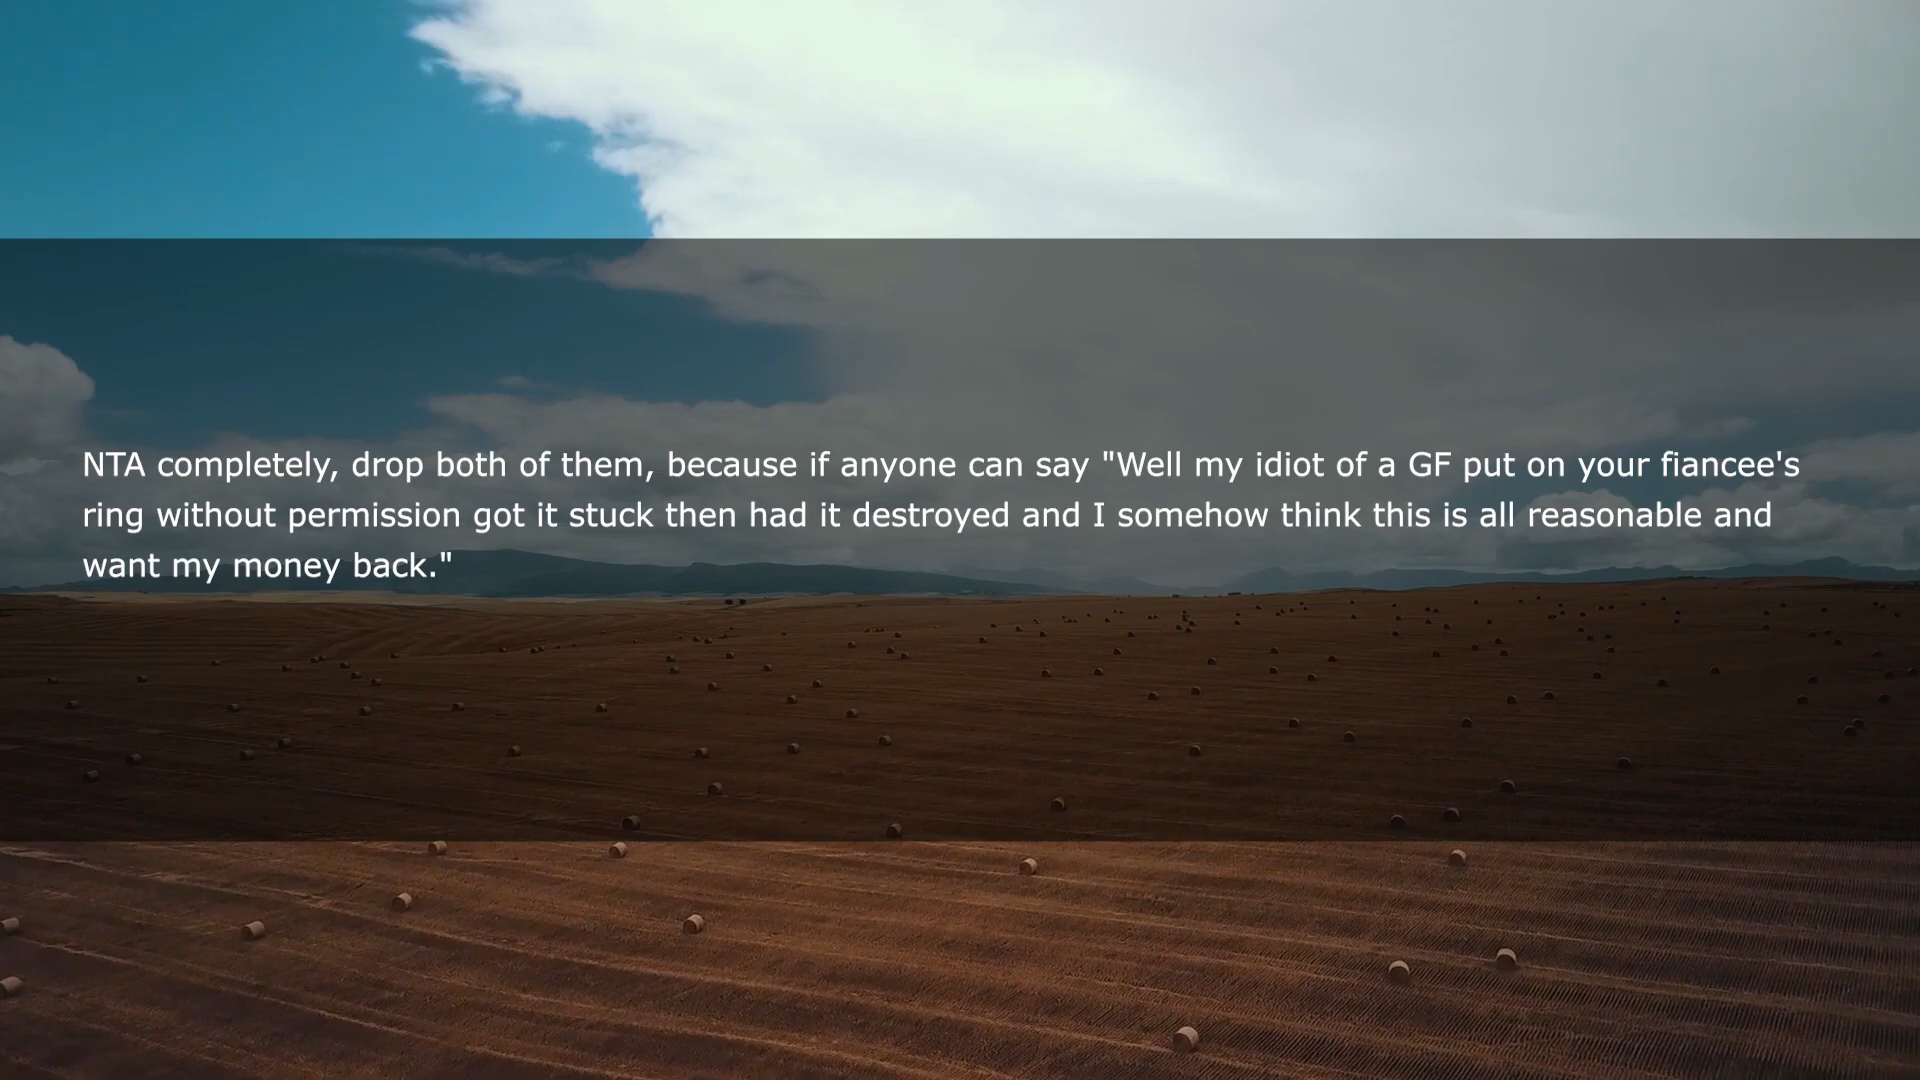 NTA completely, drop both of them, because if anyone can say "Well my idiot of a GF put on your fiancee's
ring without permission got it stuck then had it destroyed and I somehow think this is all reasonable and
want my money back."